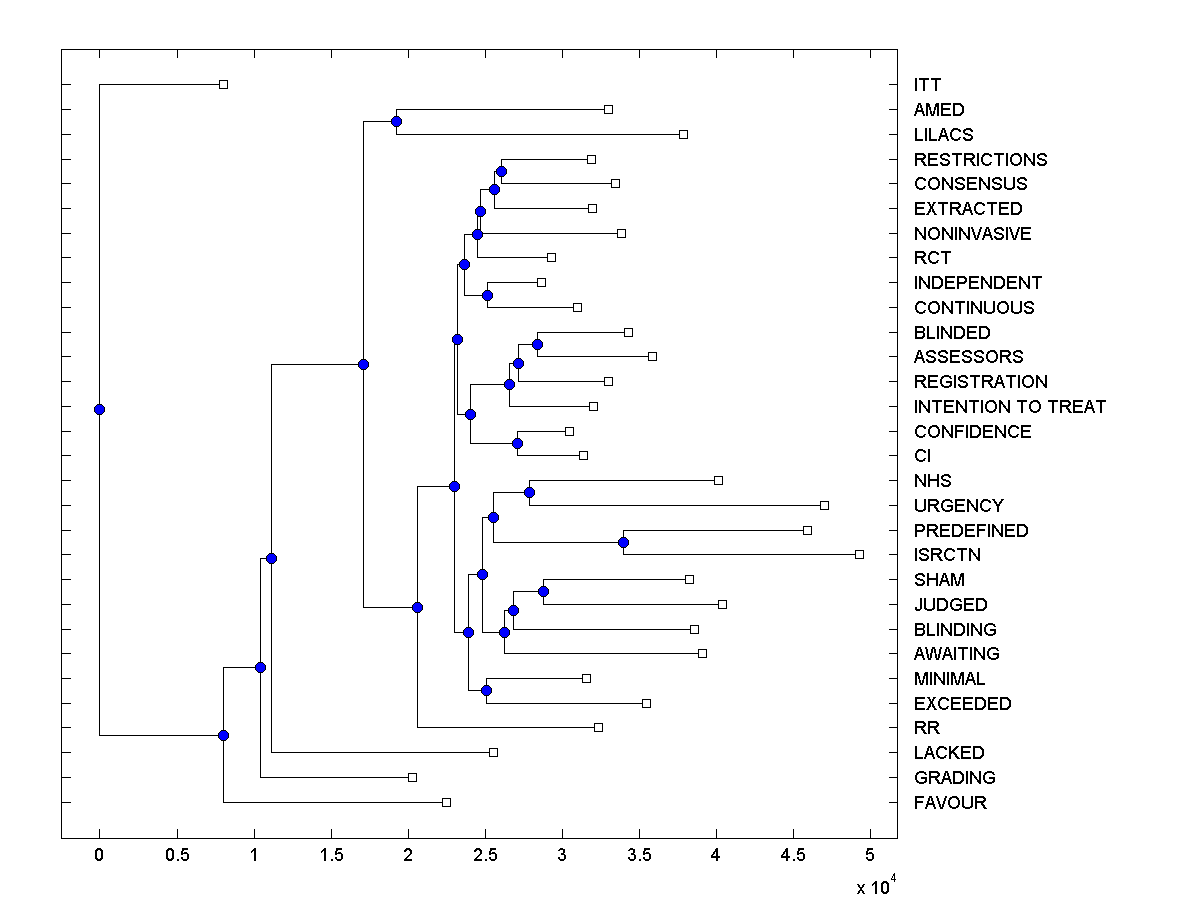 ITT
AMED
LILACS
RESTRICTIONS
CONSENSUS
EXTRACTED
NONINVASIVE
RCT
INDEPENDENT
CONTINUOUS
BLINDED
ASSESSORS
REGISTRATION
INTENTION TO TREAT
CONFIDENCE
CI
NHS
URGENCY
PREDEFINED
ISRCTN
SHAM
JUDGED
BLINDING
AWAITING
MINIMAL
EXCEEDED
RR
LACKED
GRADING
FAVOUR
0 0.5 1 1.5 2 2.5 3 3.5 4 4.5 5
x 10^4